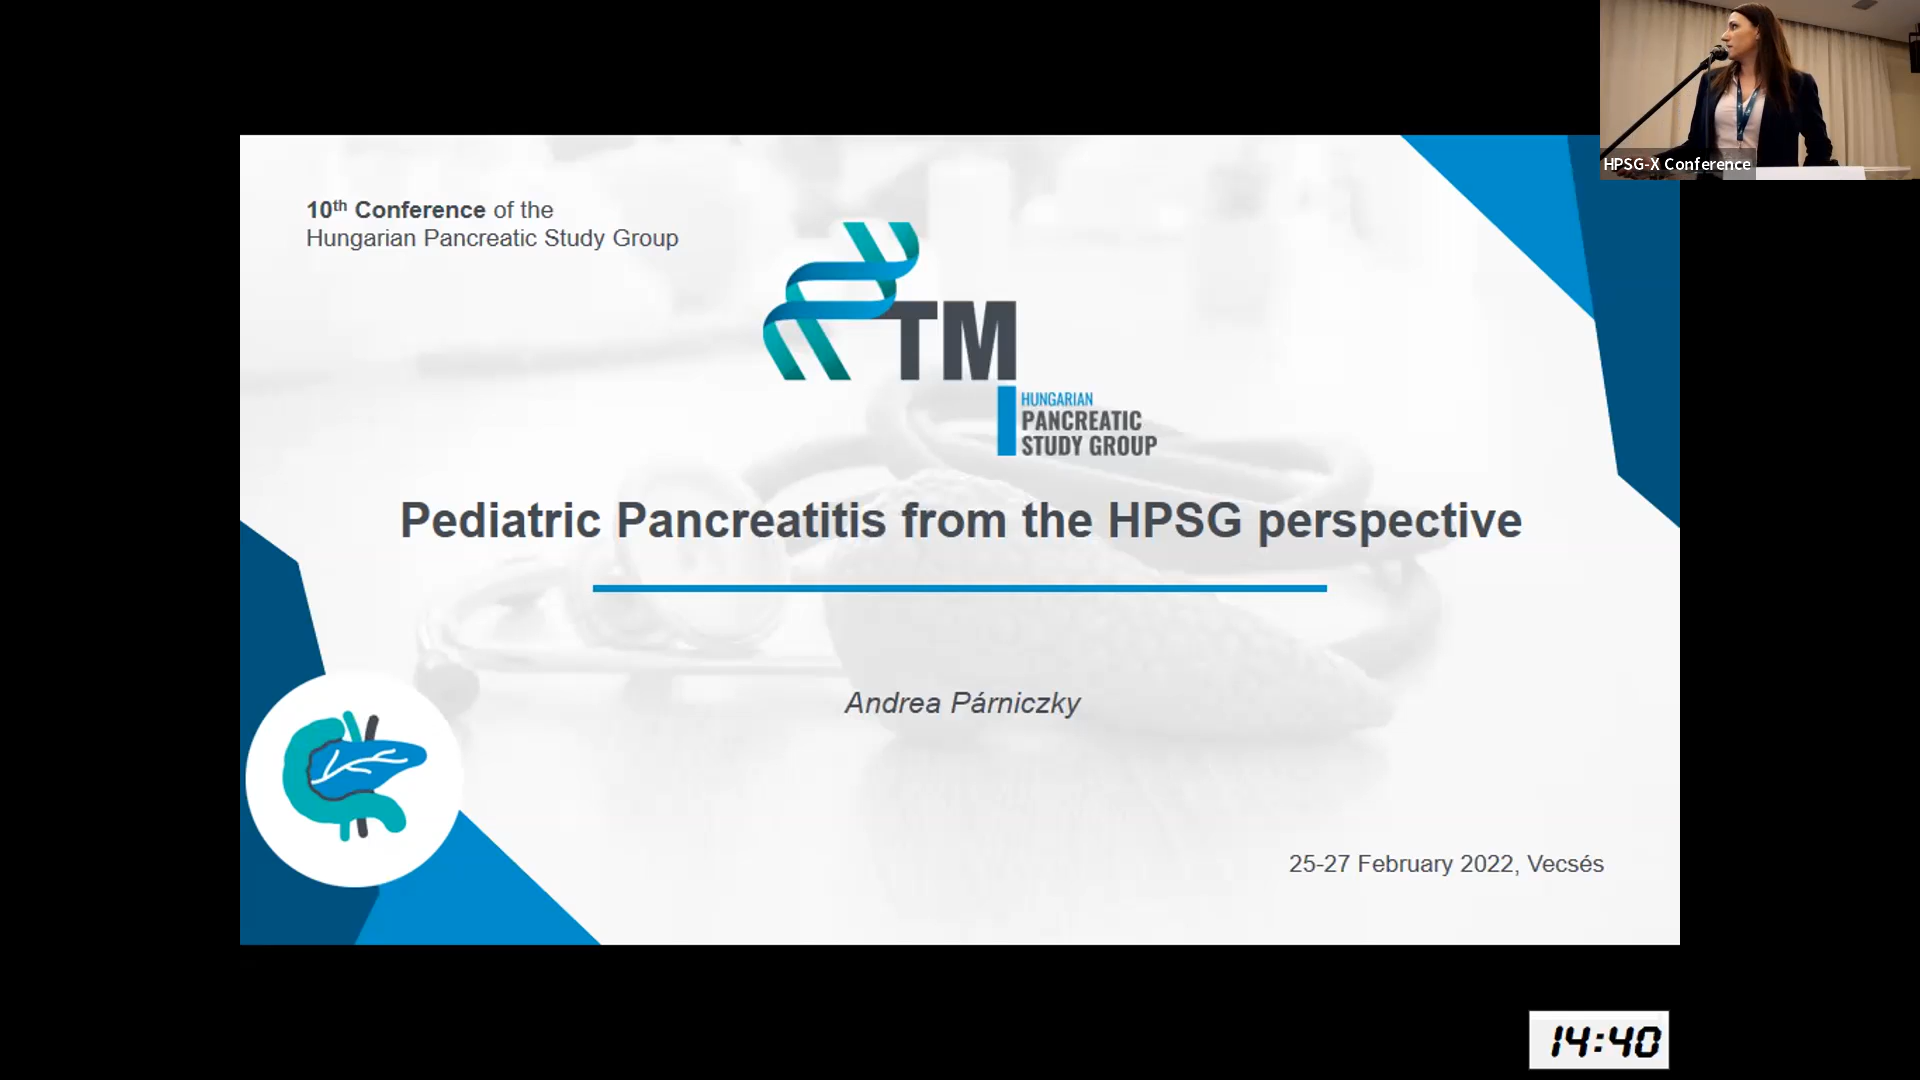 HPSG-X Conference
10th Conference of the
Hungarian Pancreatic Study Group
TM
HUNGARIAN
PANCREATIC
STUDY GROUP
Pediatric Pancreatitis from the HPSG perspective
Andrea Párniczky
25-27 February 2022, Vecsés
14:40